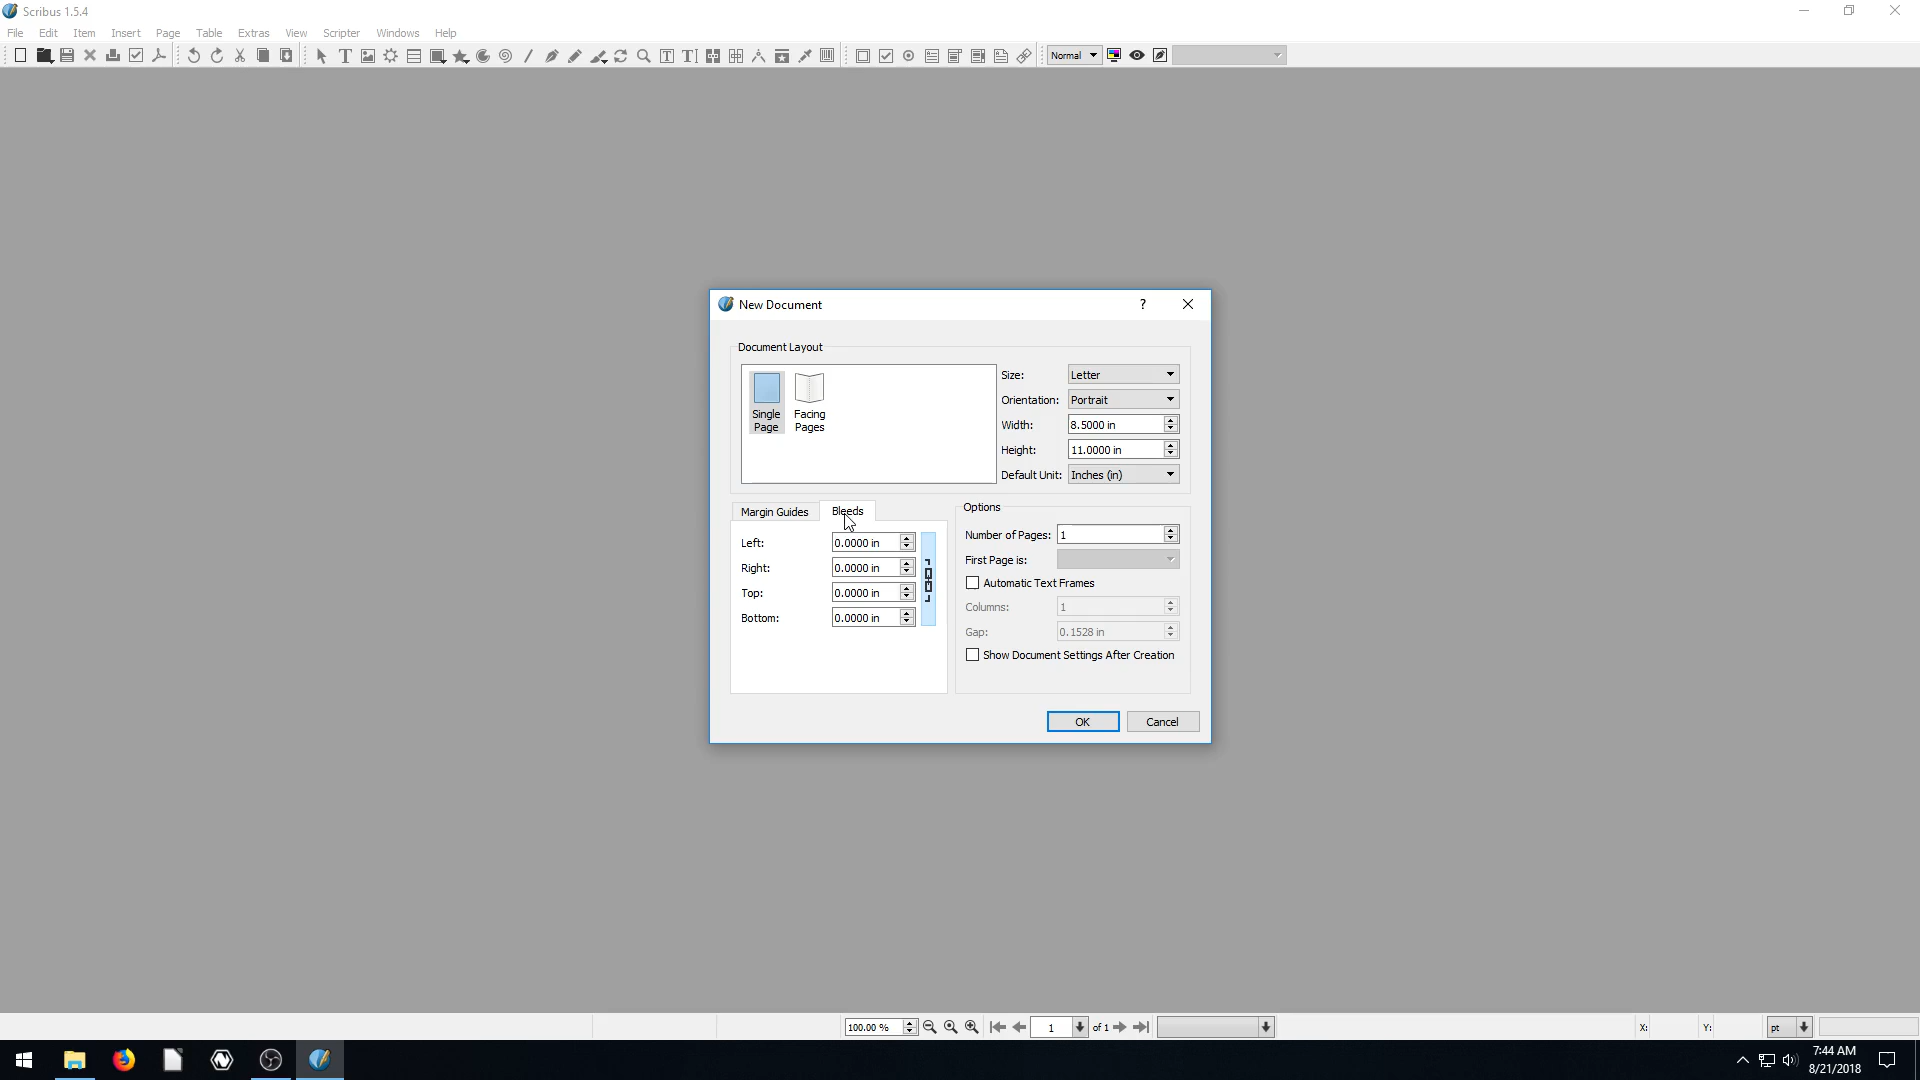 Scribus 1.5.4
File Edit Item Insert Page Table Extras View Scripter Windows Help
Normal
New Document
?
Document Layout
Single Page
Facing Pages
Size: Letter
Orientation: Portrait
Width: 8.5000 in
Height: 11.0000 in
Default Unit: Inches (in)
Margin Guides Bleeds
Left: 0.0000 in
Right: 0.0000 in
Top: 0.0000 in
Bottom: 0.0000 in
Options
Number of Pages: 1
First Page is:
Automatic Text Frames
Columns: 1
Gap: 0.1528 in
Show Document Settings After Creation
OK Cancel
100.00 % 1 of 1 X: Y: pt
7:44 AM
8/21/2018